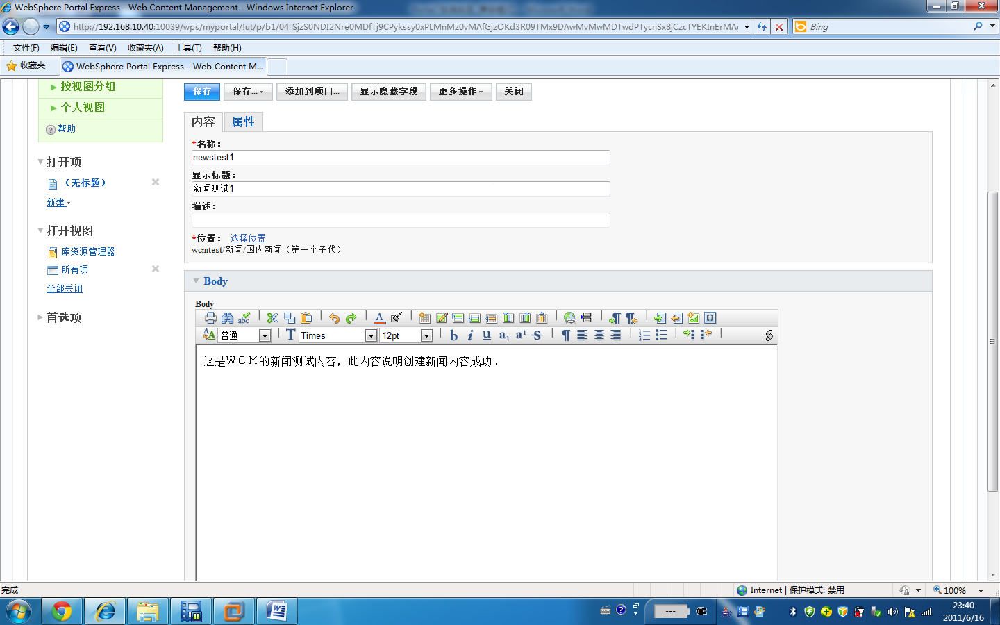 WebSphere Portal Express - Web Content Management - Windows Internet Explorer
http://192.168.10.40:10039/wps/myportal/!ut/p/b1/04_SjzS0NDI2Nre0MDfTj9CPykssy0xPLMnMz0vMAfGjzOKd3R09TMx9DAwMvMwMDTwdPTycnSx8jCzcTYEKInErMA
Bing
文件(F) 编辑(E) 查看(V) 收藏夹(A) 工具(T) 帮助(H)
收藏夹
WebSphere Portal Express - Web Content M...
按视图分组
个人视图
帮助
打开项
（无标题）
新建
打开视图
库资源管理器
所有项
全部关闭
首选项
保存 保存... 添加到项目... 显示隐藏字段 更多操作 关闭
内容 属性
*名称：
newstest1
显示标题：
新闻测试1
描述：
*位置： 选择位置
wcmtest/新闻/国内新闻（第一个子代）
Body
Body
普通 Times 12pt
这是ＷＣＭ的新闻测试内容，此内容说明创建新闻内容成功。
完成
Internet | 保护模式: 禁用
100%
23:40
2011/6/16